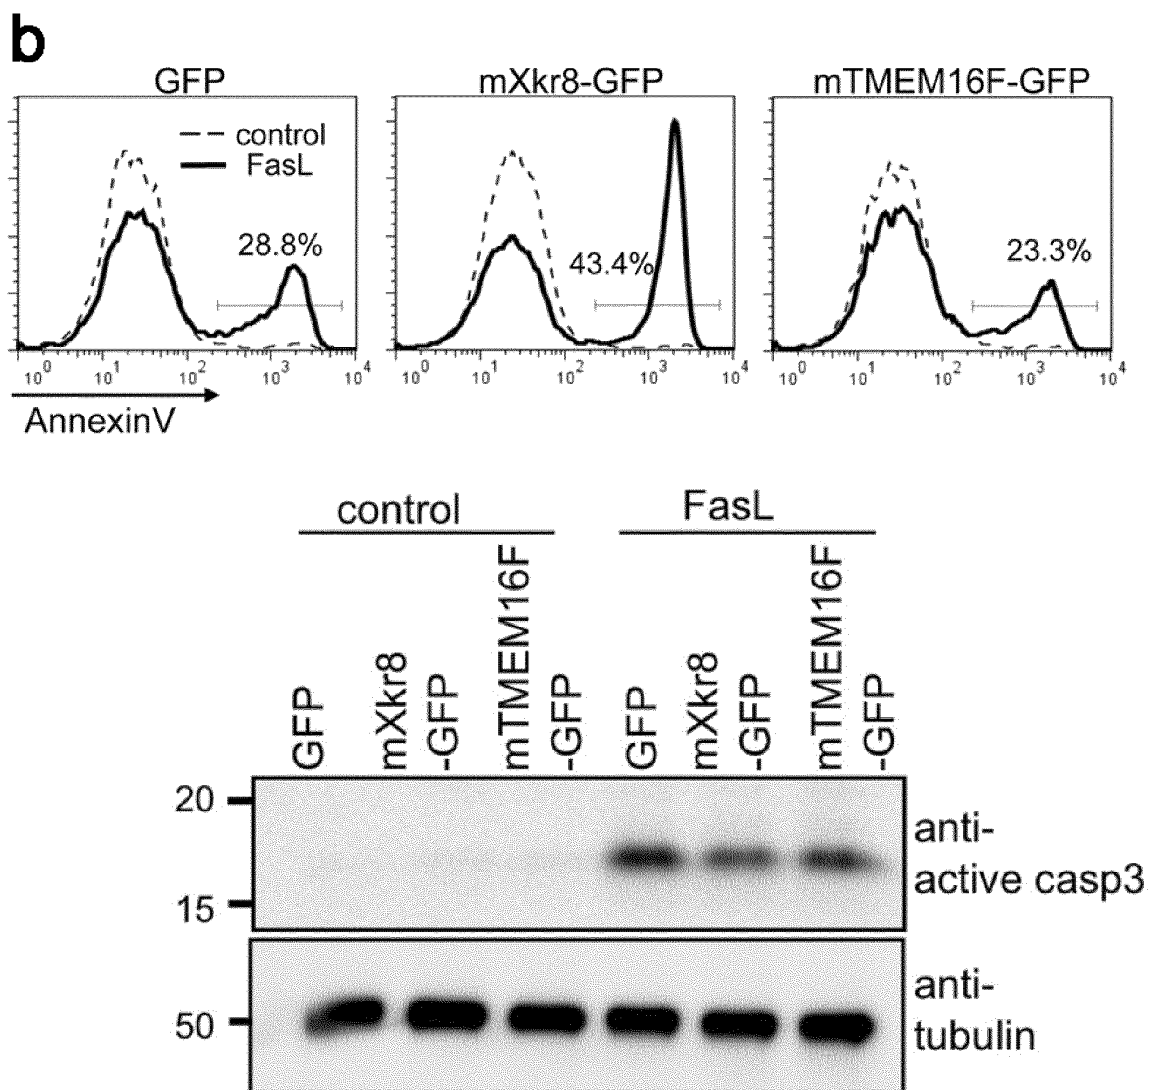 b
GFP
mXkr8-GFP
mTMEM16F-GFP
control
FasL
28.8%
43.4%
23.3%
10^0 10^1 10^2 10^3 10^4
10^0 10^1 10^2 10^3 10^4
10^0 10^1 10^2 10^3 10^4
AnnexinV
control
FasL
GFP
mXkr8
-GFP
mTMEM16F
-GFP
GFP
mXkr8
-GFP
mTMEM16F
-GFP
20
15
anti-
active casp3
50
anti-
tubulin